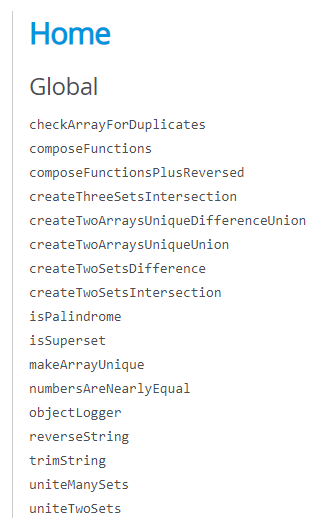 Home
Global
checkArrayForDuplicates
composeFunctions
composeFunctionsPlusReversed
createThreeSetsIntersection
createTwoArraysUniqueDifferenceUnion
createTwoArraysUniqueUnion
createTwoSetsDifference
createTwoSetsIntersection
isPalindrome
isSuperset
makeArrayUnique
numbersAreNearlyEqual
objectLogger
reverseString
trimString
uniteManySets
uniteTwoSets